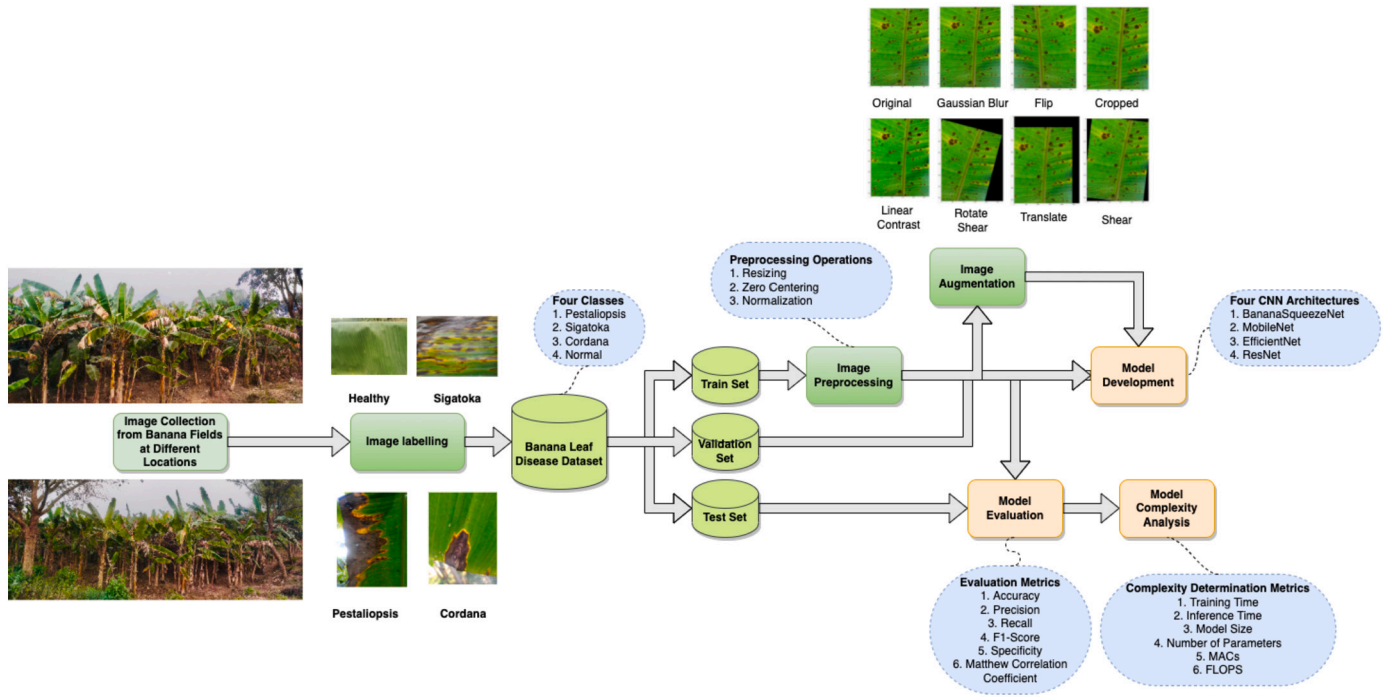 Original
Gaussian Blur
Flip
Cropped
Linear
Contrast
Rotate
Shear
Translate
Shear
Preprocessing Operations
1. Resizing
2. Zero Centering
3. Normalization
Image
Augmentation
Four Classes
1. Pestaliopsis
2. Sigatoka
3. Cordana
4. Normal
Four CNN Architectures
1. BananaSqueezeNet
2. MobileNet
3. EfficientNet
4. ResNet
Healthy
Sigatoka
Train Set
Image
Preprocessing
Model
Development
Image Collection
from Banana Fields
at Different
Locations
Image labelling
Banana Leaf
Disease Dataset
Validation
Set
Test Set
Model
Evaluation
Model
Complexity
Analysis
Pestaliopsis
Cordana
Evaluation Metrics
1. Accuracy
2. Precision
3. Recall
4. F1-Score
5. Specificity
6. Matthew Correlation
Coefficient
Complexity Determination Metrics
1. Training Time
2. Inference Time
3. Model Size
4. Number of Parameters
5. MACs
6. FLOPS